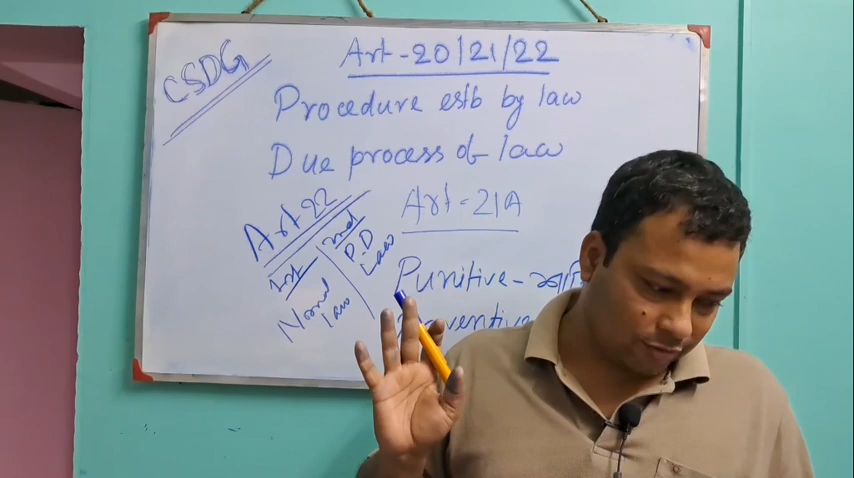 CSDG
Art-20/21/22
Procedure estb by law
Due process of law
Art 22
1st
Normal
law
2nd
P.D
Law
Art-21A
Punitive -
Preventive